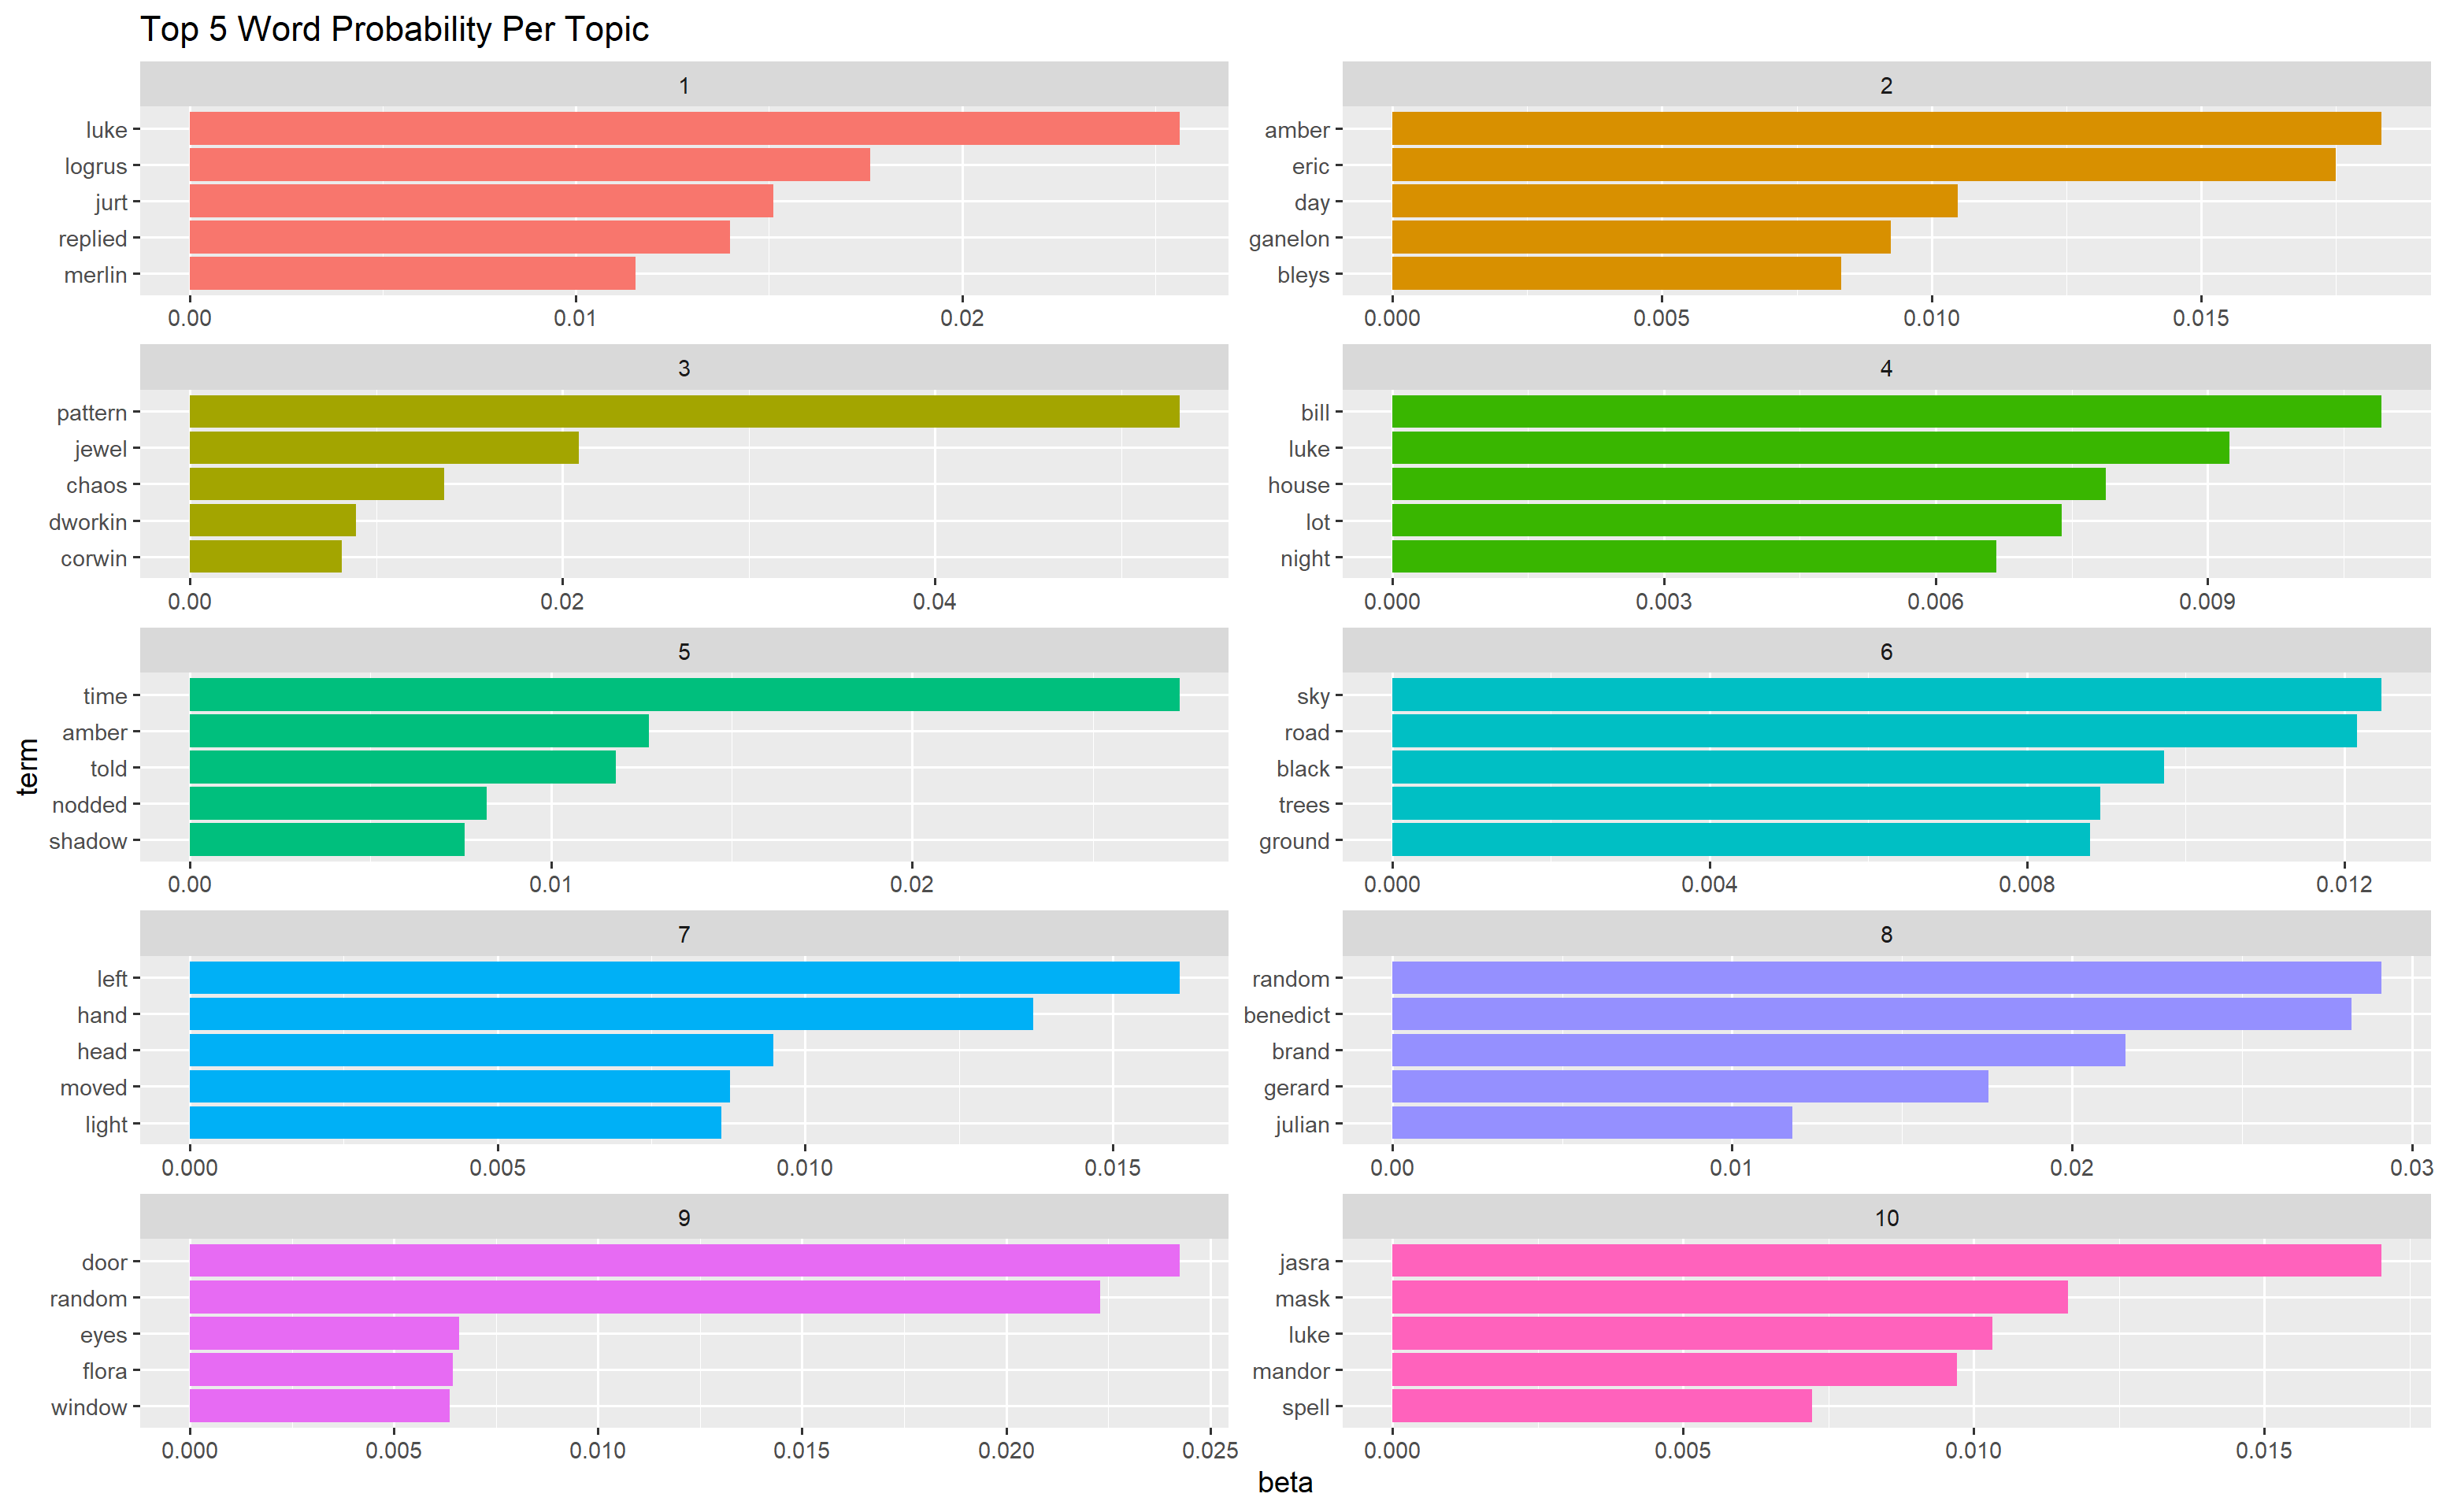 Top 5 Word Probability Per Topic
1
luke
logrus
jurt
replied
merlin
0.00 0.01 0.02
2
amber
eric
day
ganelon
bleys
0.000 0.005 0.010 0.015
3
pattern
jewel
chaos
dworkin
corwin
0.00 0.02 0.04
4
bill
luke
house
lot
night
0.000 0.003 0.006 0.009
5
time
amber
told
nodded
shadow
0.00 0.01 0.02
6
sky
road
black
trees
ground
0.000 0.004 0.008 0.012
7
left
hand
head
moved
light
0.000 0.005 0.010 0.015
8
random
benedict
brand
gerard
julian
0.00 0.01 0.02 0.03
9
door
random
eyes
flora
window
0.000 0.005 0.010 0.015 0.020 0.025
10
jasra
mask
luke
mandor
spell
0.000 0.005 0.010 0.015
term
beta